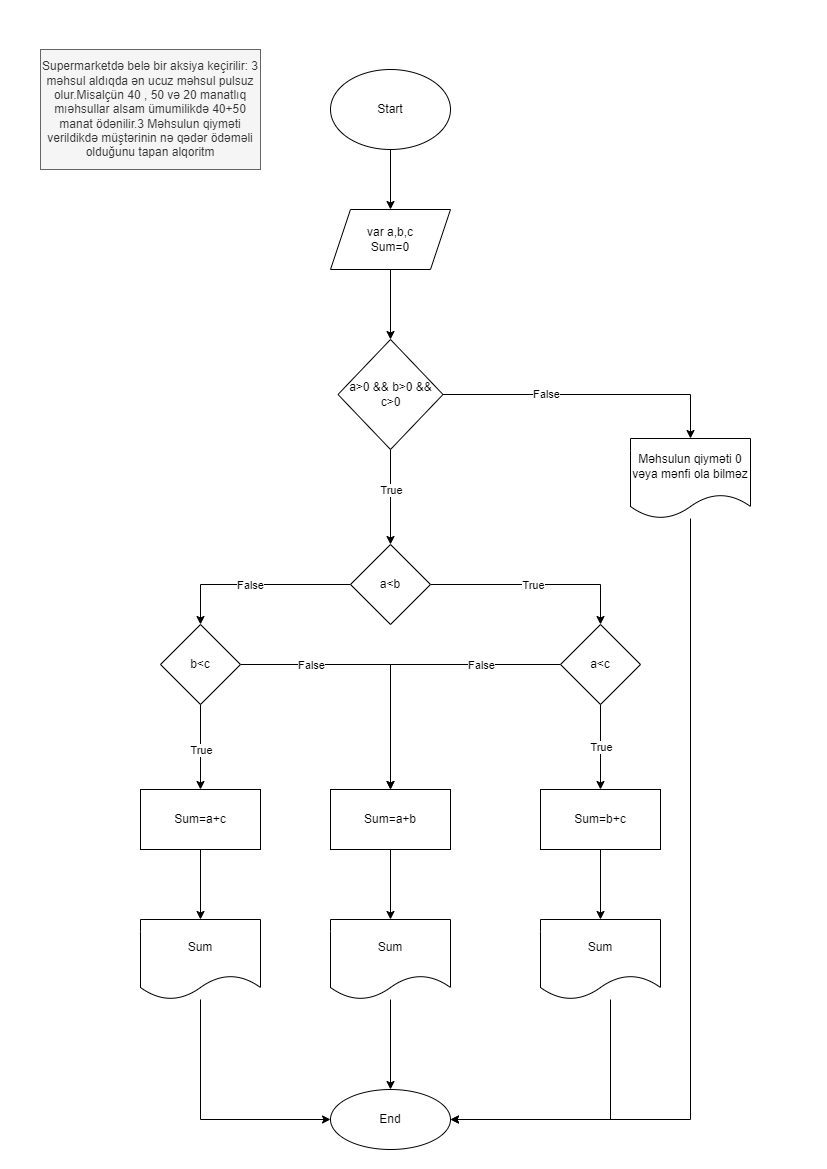 Supermarketdə belə bir aksiya keçirilir: 3
məhsul aldıqda ən ucuz məhsul pulsuz
olur.Misalçün 40 , 50 və 20 manatlıq
mıəhsullar alsam ümumilikdə 40+50
manat ödənilir.3 Məhsulun qiyməti
verildikdə müştərinin nə qədər ödəməli
olduğunu tapan alqoritm
Start
var a,b,c
Sum=0
a>0 && b>0 &&
c>0
False
Məhsulun qiyməti 0
vəya mənfi ola bilməz
True
a<b
False
True
b<c
False
False
a<c
True
True
Sum=a+c
Sum=a+b
Sum=b+c
Sum
Sum
Sum
End